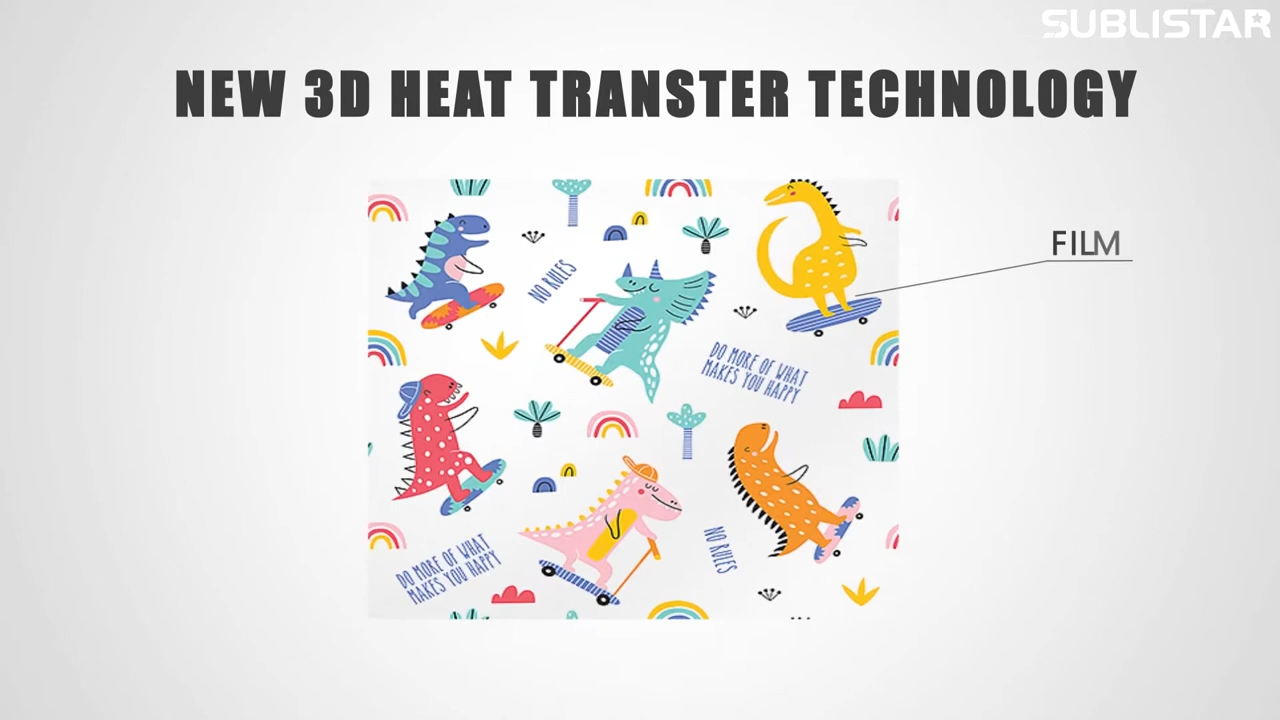 SUBLISTAR
NEW 3D HEAT TRANSTER TECHNOLOGY
FILM
NO RULES
DO MORE OF WHAT
MAKES YOU HAPPY
DO MORE OF WHAT
MAKES YOU HAPPY
NO RULES